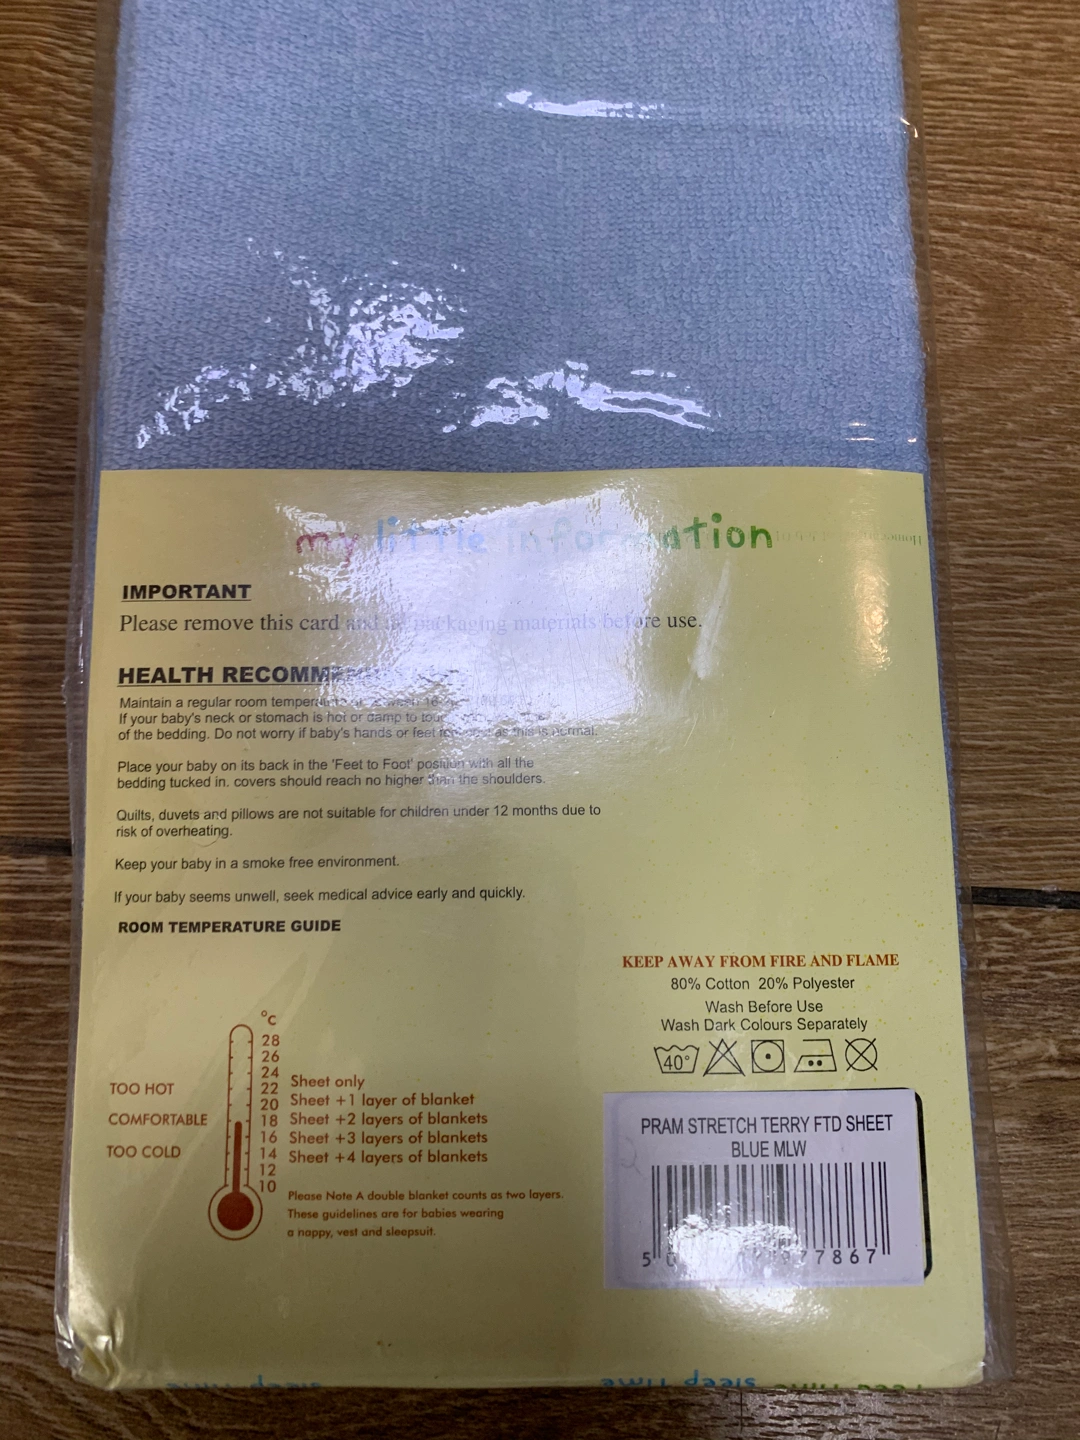 my little information
IMPORTANT
Please remove this card and packaging materials before use.
HEALTH
Maintain a regular room
If your baby's neck or stomach is hot or damp to
of the bedding. Do not worry if baby's hands or feet as this is normal.
Place your baby on its back in the 'Feet to Foot' position with all the
bedding tucked in. covers should reach no higher than the shoulders.
Quilts, duvets and pillows are not suitable for children under 12 months due to
risk of overheating.
Keep your baby in a smoke free environment.
If your baby seems unwell, seek medical advice early and quickly.
ROOM TEMPERATURE GUIDE
°c
28
26
24
22
20
18
16
14
12
10
TOO HOT
COMFORTABLE
TOO COLD
Sheet only
Sheet +1 layer of blanket
Sheet +2 layers of blankets
Sheet +3 layers of blankets
Sheet +4 layers of blankets
Please Note A double blanket counts as two layers.
These guidelines are for babies wearing
a nappy, vest and sleepsuit.
KEEP AWAY FROM FIRE AND FLAME
80% Cotton 20% Polyester
Wash Before Use
Wash Dark Colours Separately
40°
PRAM STRETCH TERRY FTD SHEET
BLUE MLW
sleep time